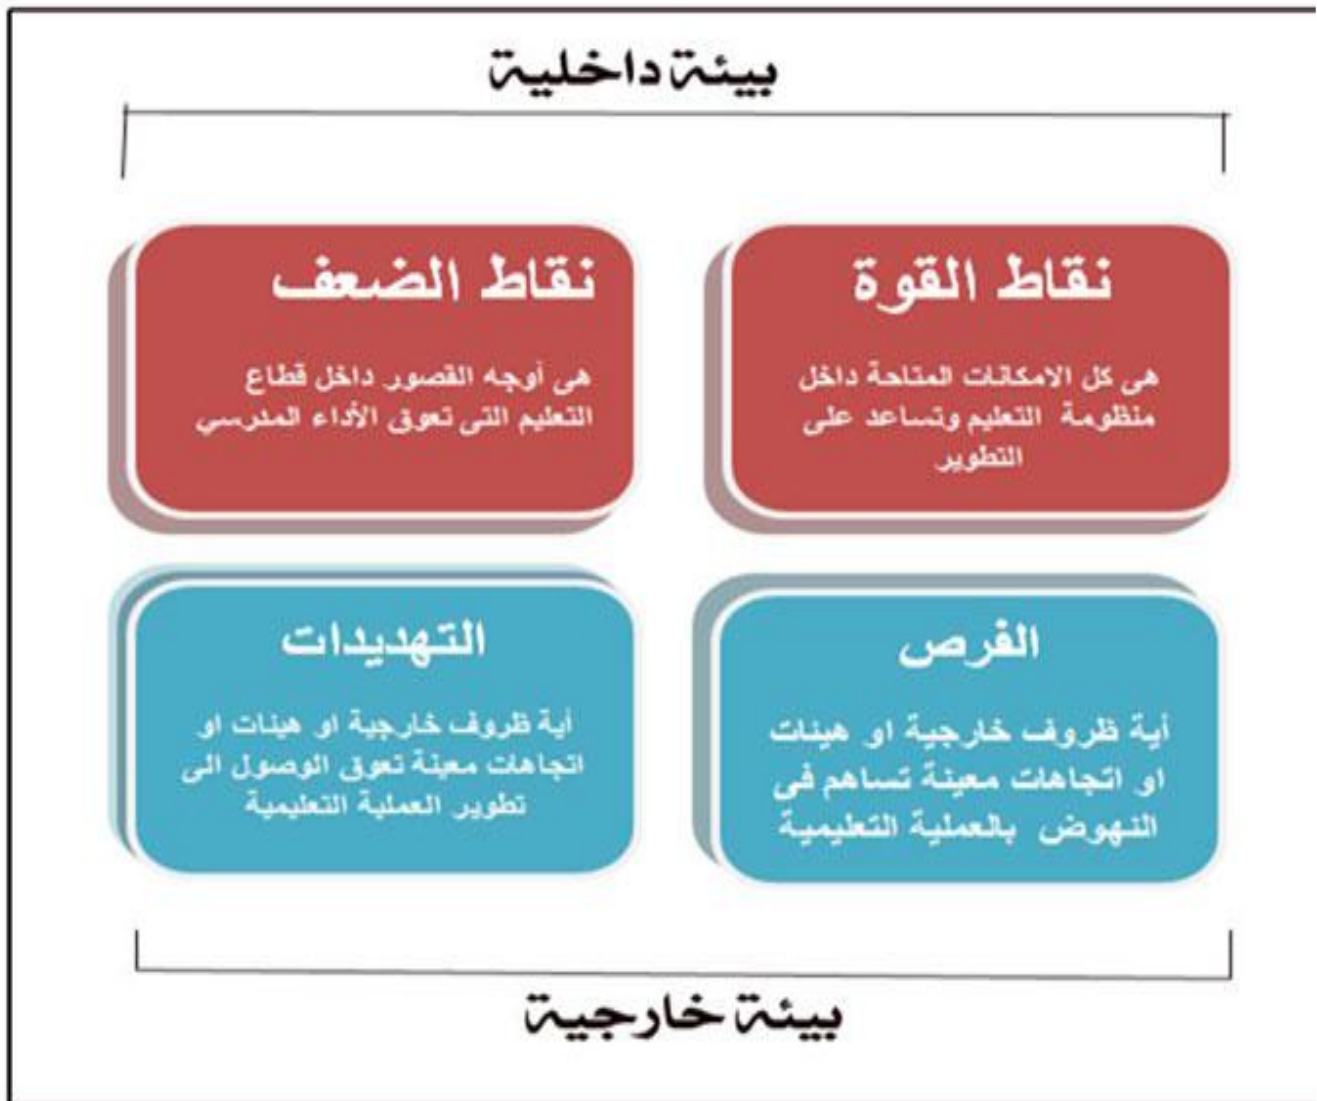 بيئة داخلية
نقاط القوة
هى كل الامكانات المتاحة داخل
منظومة التعليم وتساعد على
التطوير
نقاط الضعف
هى أوجه القصور داخل قطاع
التعليم التى تعوق الأداء المدرسي
الفرص
أية ظروف خارجية او هيئات
او اتجاهات معينة تساهم فى
النهوض بالعملية التعليمية
التهديدات
أية ظروف خارجية او هيئات او
اتجاهات معينة تعوق الوصول الى
تطوير العملية التعليمية
بيئة خارجية